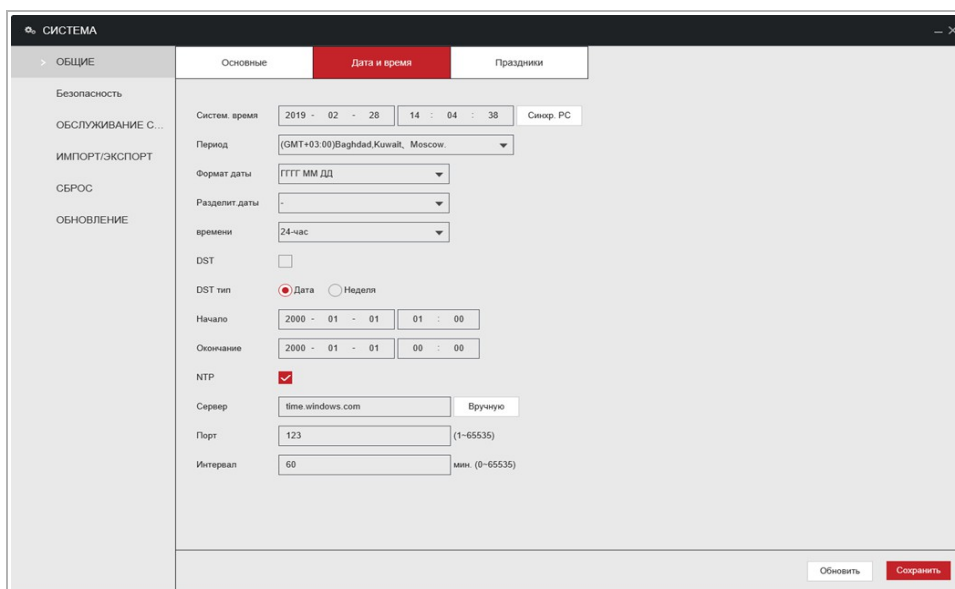 СИСТЕМА
ОБЩИЕ
Безопасность
ОБСЛУЖИВАНИЕ С...
ИМПОРТ/ЭКСПОРТ
СБРОС
ОБНОВЛЕНИЕ
Основные Дата и время Праздники
Систем. время 2019 - 02 - 28 14 : 04 : 38 Синхр. PC
Период (GMT+03:00)Baghdad,Kuwait, Moscow.
Формат даты ГГГГ ММ ДД
Разделит.даты -
времени 24-час
DST
DST тип Дата Неделя
Начало 2000 - 01 - 01 01 : 00
Окончание 2000 - 01 - 01 00 : 00
NTP
Сервер time.windows.com Вручную
Порт 123 (1~65535)
Интервал 60 мин. (0~65535)
Обновить Сохранить